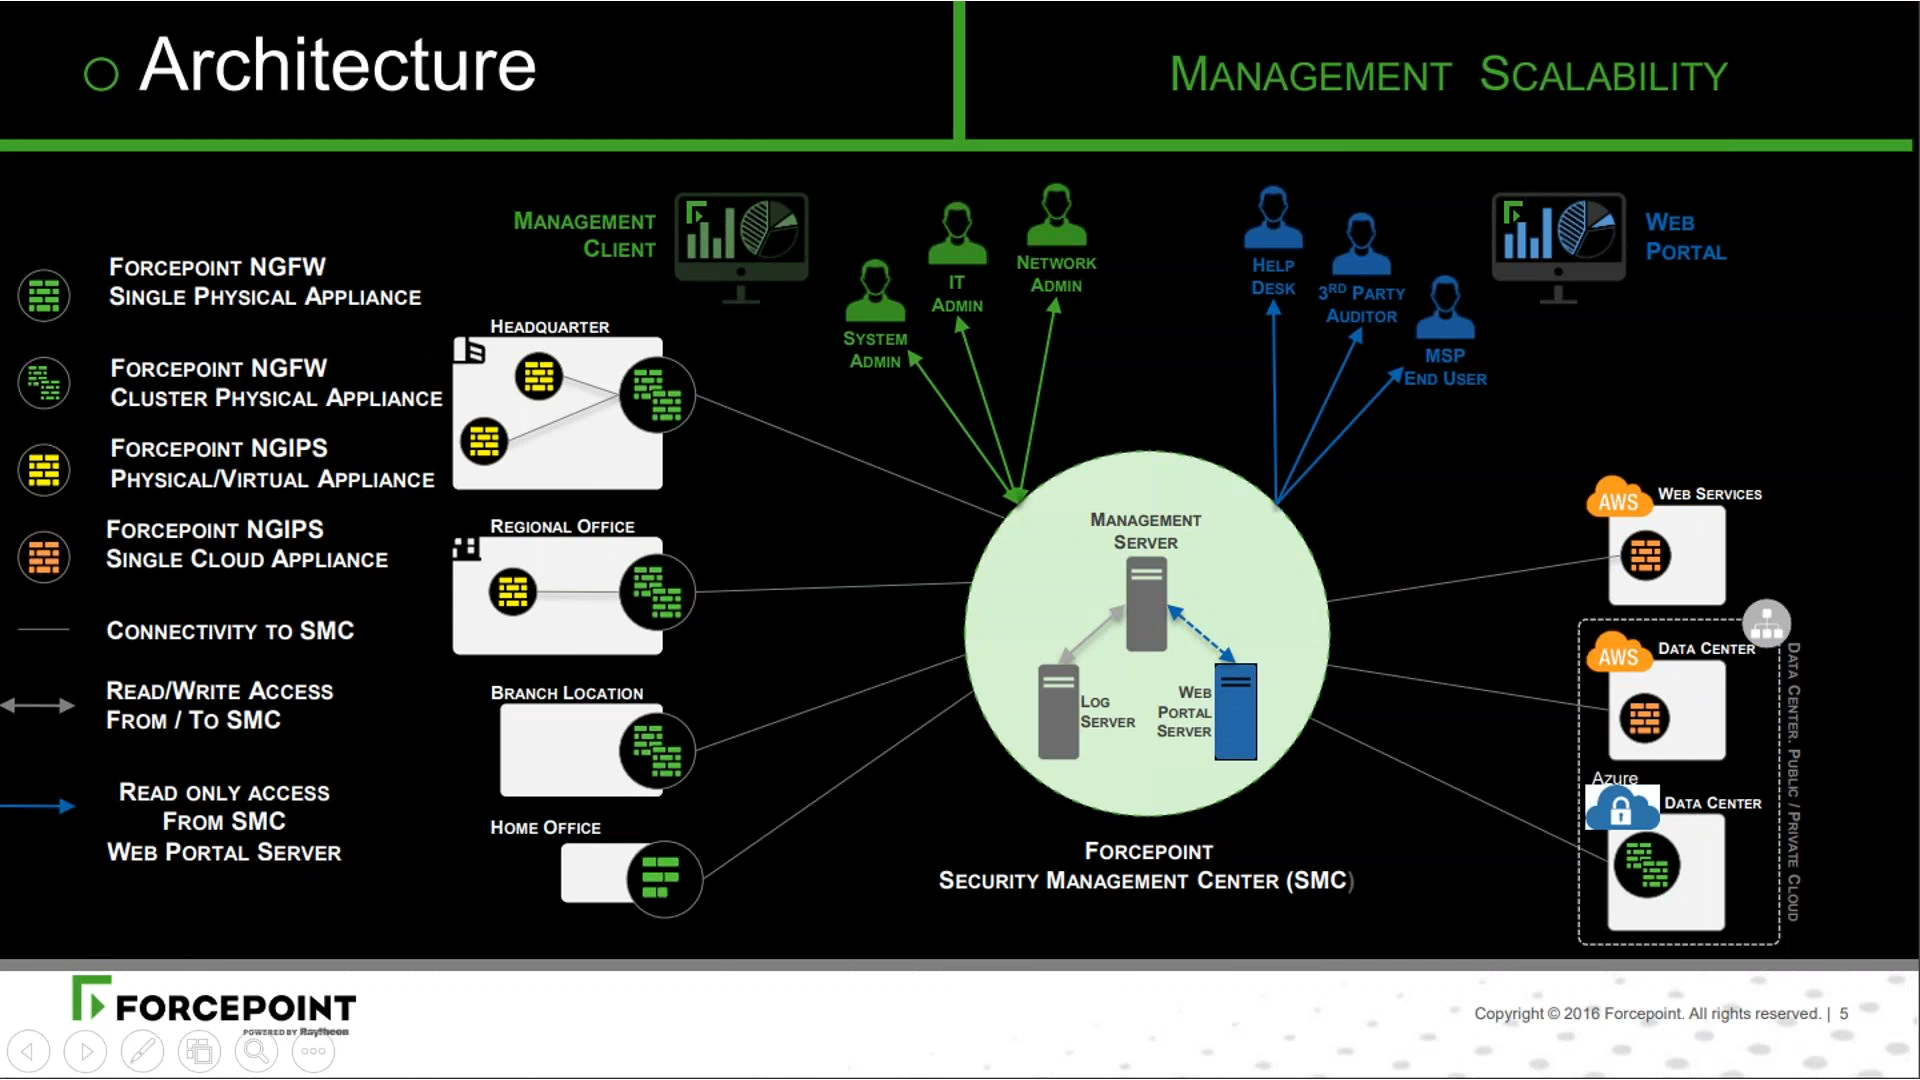 Architecture
MANAGEMENT SCALABILITY
MANAGEMENT
CLIENT
SYSTEM
ADMIN
IT
ADMIN
NETWORK
ADMIN
HELP
DESK
3RD PARTY
AUDITOR
MSP
END USER
WEB
PORTAL
FORCEPOINT NGFW
SINGLE PHYSICAL APPLIANCE
FORCEPOINT NGFW
CLUSTER PHYSICAL APPLIANCE
FORCEPOINT NGIPS
PHYSICAL/VIRTUAL APPLIANCE
FORCEPOINT NGIPS
SINGLE CLOUD APPLIANCE
CONNECTIVITY TO SMC
READ/WRITE ACCESS
FROM / TO SMC
READ ONLY ACCESS
FROM SMC
WEB PORTAL SERVER
HEADQUARTER
REGIONAL OFFICE
BRANCH LOCATION
HOME OFFICE
MANAGEMENT
SERVER
LOG
SERVER
WEB
PORTAL
SERVER
FORCEPOINT
SECURITY MANAGEMENT CENTER (SMC)
AWS
WEB SERVICES
AWS
DATA CENTER
Azure
DATA CENTER
DATA CENTER. PUBLIC / PRIVATE CLOUD
FORCEPOINT
POWERED BY Raytheon
Copyright © 2016 Forcepoint. All rights reserved. | 5